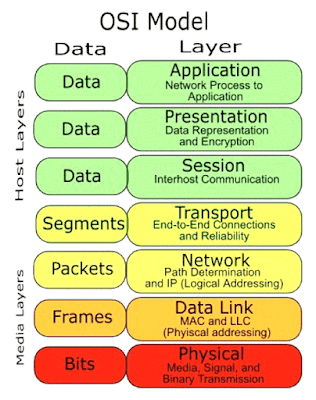 OSI Model
Data Layer
Host Layers
Data
Application
Network Process to
Application
Data
Presentation
Data Representation
and Encryption
Data
Session
Interhost Communication
Segments
Transport
End-to-End Connections
and Reliability
Media Layers
Packets
Network
Path Determination
and IP (Logical Addressing)
Frames
Data Link
MAC and LLC
(Phyiscal addressing)
Bits
Physical
Media, Signal, and
Binary Transmission